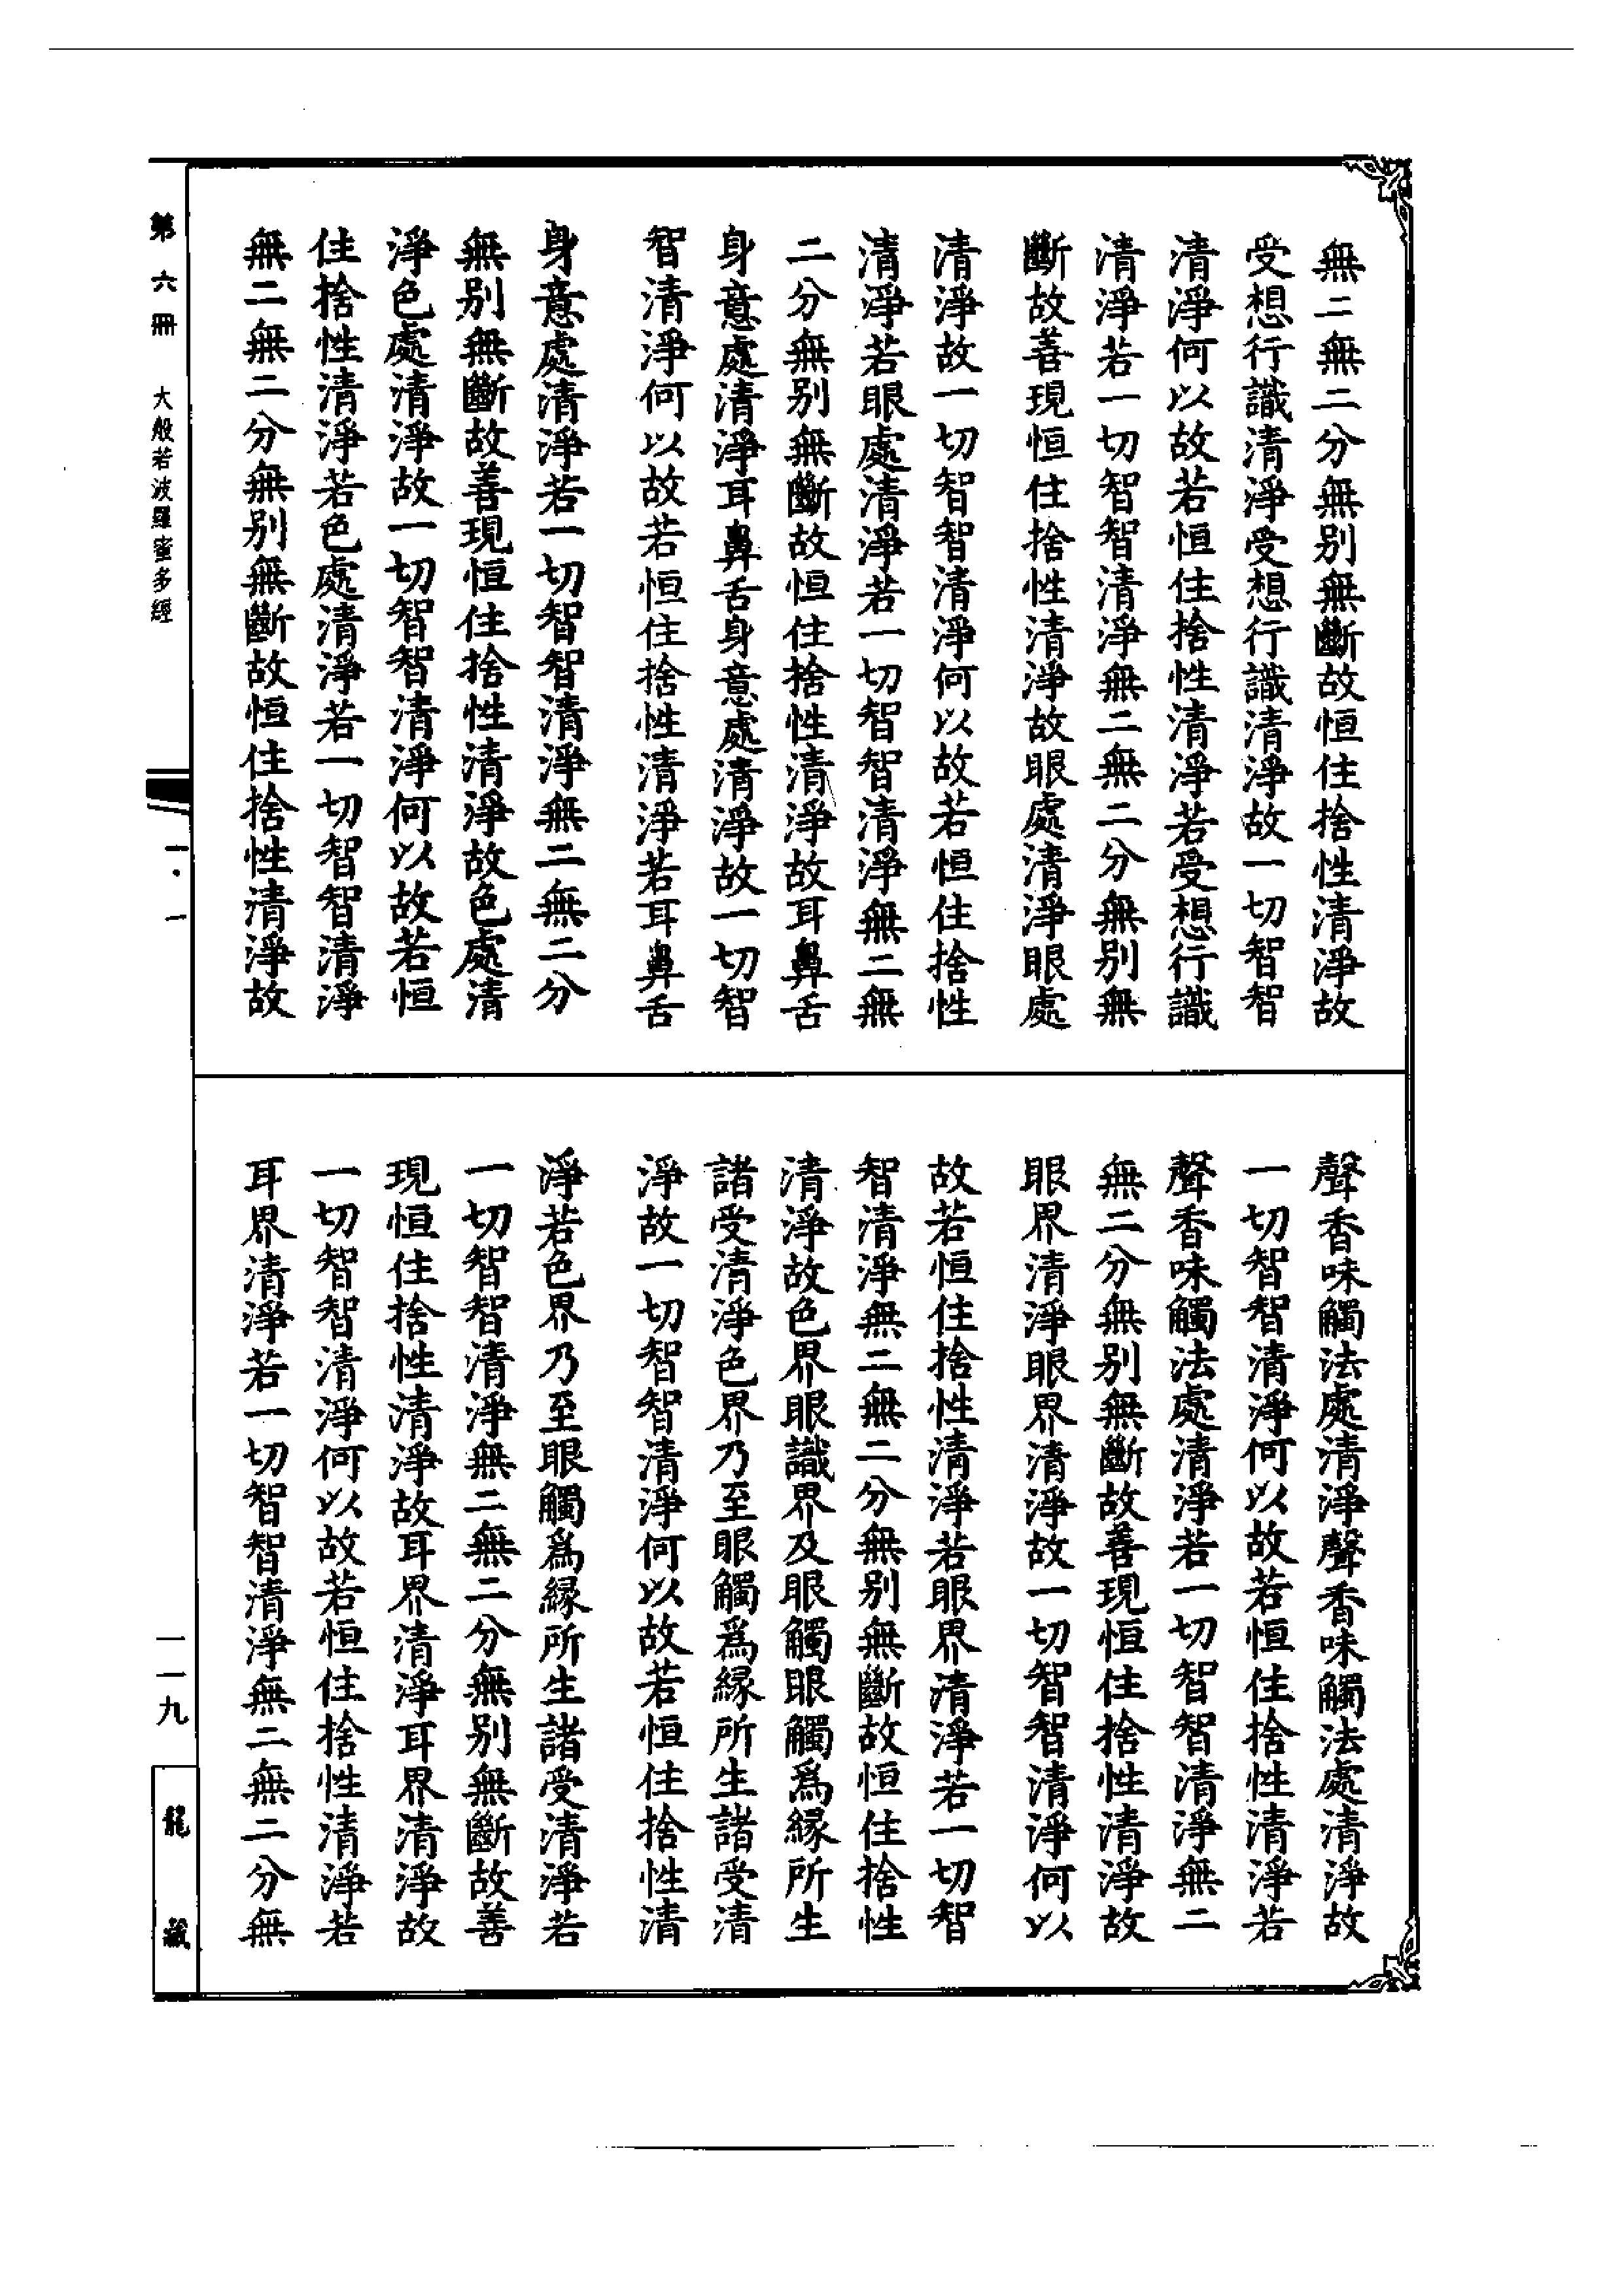 無二無二分無別無斷故恒住捨性清淨故
受想行識清淨受想行識清淨故一切智智
清淨何以故若恒住捨性清淨若受想行識
清淨若一切智智清淨無二無二分無別無
斷故善現恒住捨性清淨故眼處清淨眼處
清淨故一切智智清淨何以故若恒住捨性
清淨若眼處清淨若一切智智清淨無二無
二分無別無斷故恒住捨性清淨故耳鼻舌
身意處清淨耳鼻舌身意處清淨故一切智
智清淨何以故若恒住捨性清淨若耳鼻舌
身意處清淨若一切智智清淨無二無二分
無別無斷故善現恒住捨性清淨故色處清
淨色處清淨故一切智智清淨何以故若恒
住捨性清淨若色處清淨若一切智智清淨
無二無二分無別無斷故恒住捨性清淨故
聲香味觸法處清淨聲香味觸法處清淨故
一切智智清淨何以故若恒住捨性清淨若
聲香味觸法處清淨若一切智智清淨無二
無二分無別無斷故善現恒住捨性清淨故
眼界清淨眼界清淨故一切智智清淨何以
故若恒住捨性清淨若眼界清淨若一切智
智清淨無二無二分無別無斷故恒住捨性
清淨故色界眼識界及眼觸眼觸爲緣所生
諸受清淨色界乃至眼觸爲緣所生諸受清
淨故一切智智清淨何以故若恒住捨性清
淨若色界乃至眼觸爲緣所生諸受清淨若
一切智智清淨無二無二分無別無斷故善
現恒住捨性清淨故耳界清淨耳界清淨故
一切智智清淨何以故若恒住捨性清淨若
耳界清淨若一切智智清淨無二無二分無
第六冊 大般若波羅蜜多經
一·一
一一九
龍藏